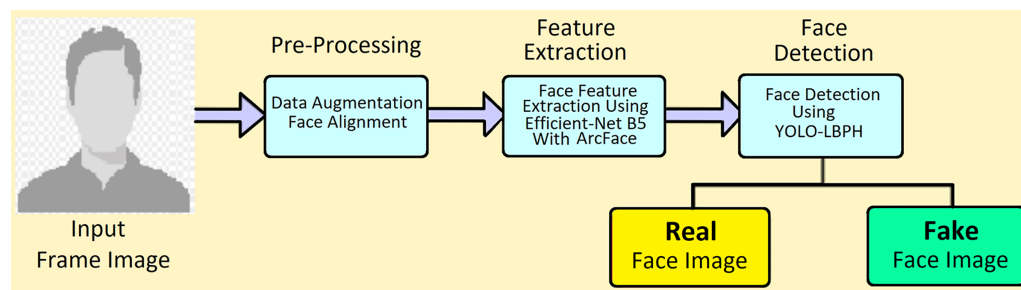 Pre-Processing
Feature
Extraction
Face
Detection
Data Augmentation
Face Alignment
Face Feature
Extraction Using
Efficient-Net B5
With ArcFace
Face Detection
Using
YOLO-LBPH
Input
Frame Image
Real
Face Image
Fake
Face Image